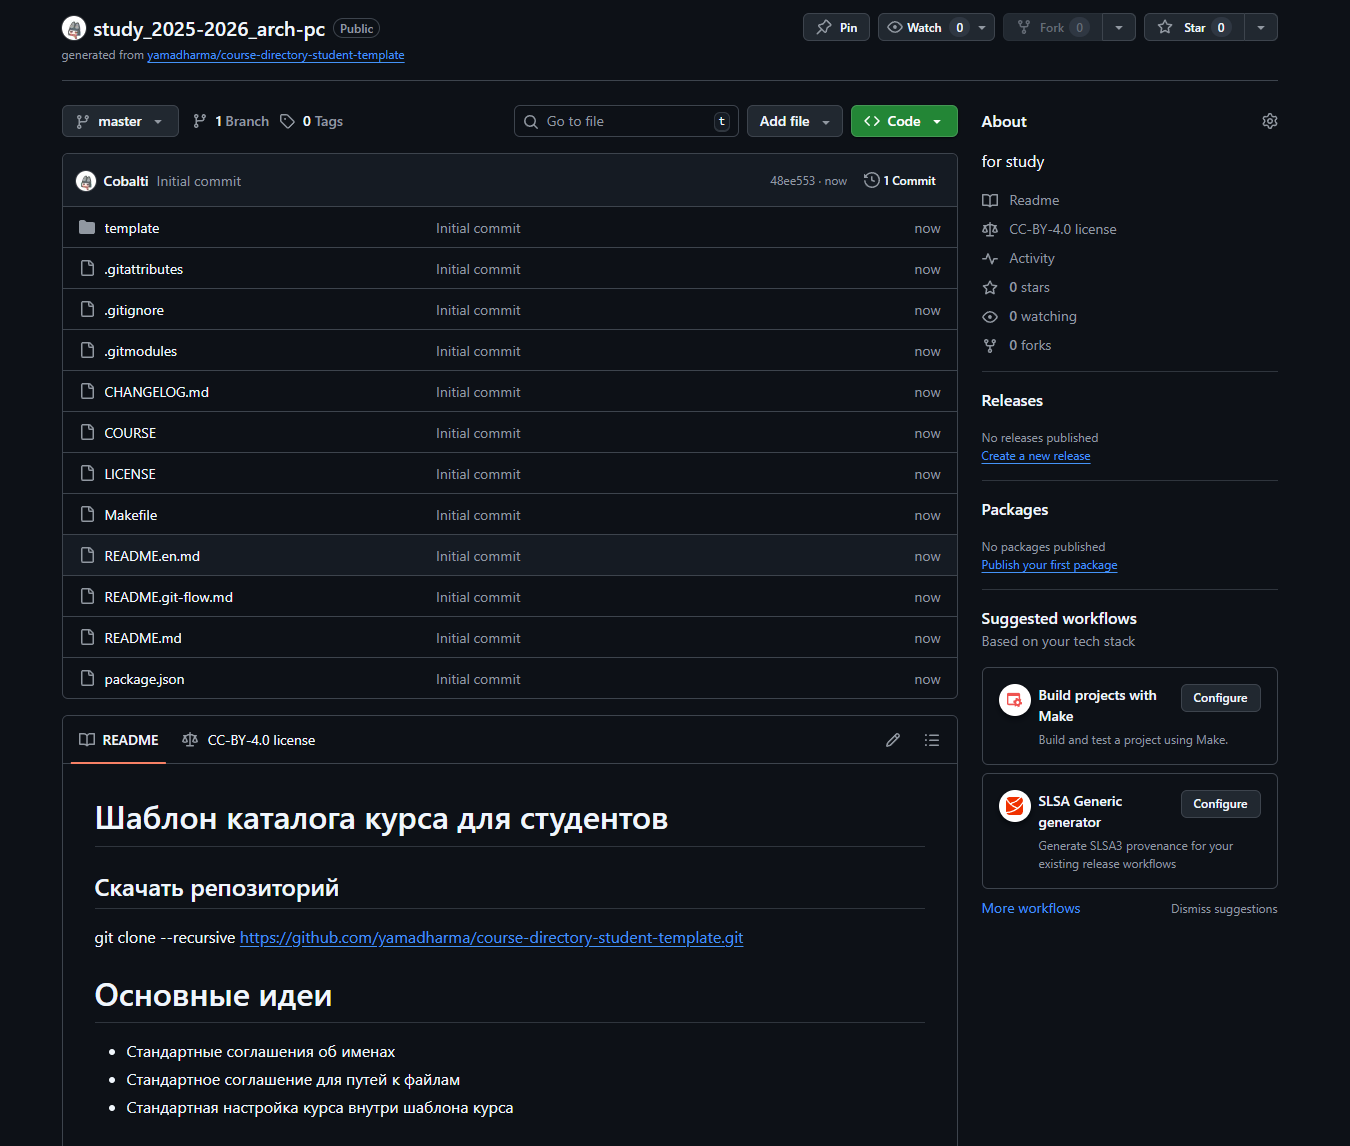 study_2025-2026_arch-pc Public
Pin
Watch 0
Fork 0
Star 0
generated from yamadharma/course-directory-student-template
master
1 Branch
0 Tags
Go to file t
Add file
Code
Cobalti Initial commit
48ee553 · now
1 Commit
template Initial commit now
.gitattributes Initial commit now
.gitignore Initial commit now
.gitmodules Initial commit now
CHANGELOG.md Initial commit now
COURSE Initial commit now
LICENSE Initial commit now
Makefile Initial commit now
README.en.md Initial commit now
README.git-flow.md Initial commit now
README.md Initial commit now
package.json Initial commit now
README
CC-BY-4.0 license
Шаблон каталога курса для студентов
Скачать репозиторий
git clone --recursive https://github.com/yamadharma/course-directory-student-template.git
Основные идеи
Стандартные соглашения об именах
Стандартное соглашение для путей к файлам
Стандартная настройка курса внутри шаблона курса
About
for study
Readme
CC-BY-4.0 license
Activity
0 stars
0 watching
0 forks
Releases
No releases published
Create a new release
Packages
No packages published
Publish your first package
Suggested workflows
Based on your tech stack
Build projects with
Make
Configure
Build and test a project using Make.
SLSA Generic
generator
Configure
Generate SLSA3 provenance for your
existing release workflows
More workflows
Dismiss suggestions